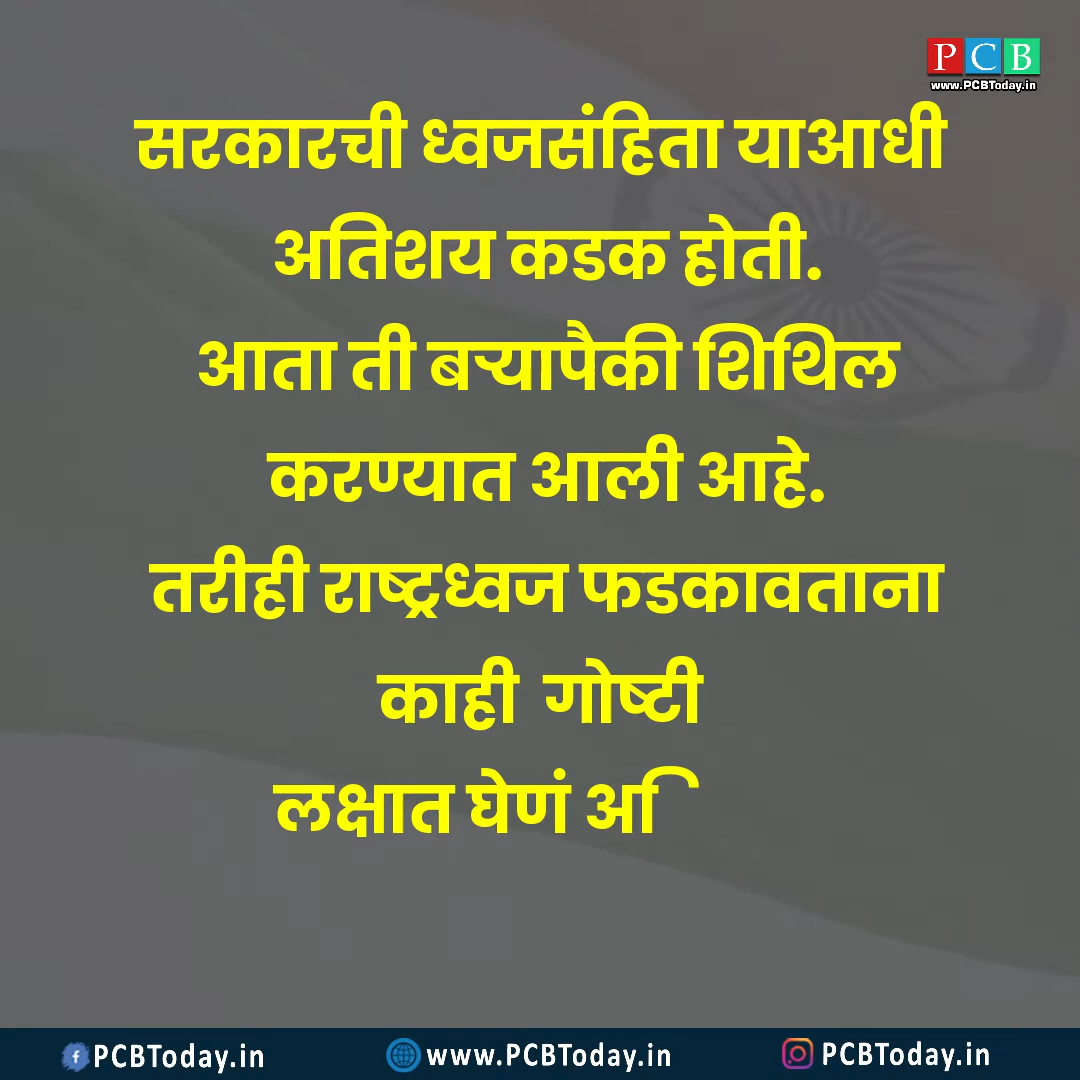 PCB
www.PCBToday.in
सरकारची ध्वजसंहिता याआधी
अतिशय कडक होती.
आता ती बऱ्यापैकी शिथिल
करण्यात आली आहे.
तरीही राष्ट्रध्वज फडकावताना
काही गोष्टी
लक्षात घेणं अि
PCBToday.in www.PCBToday.in PCBToday.in